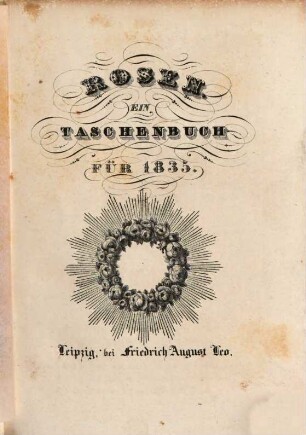 ROSEN.
EIN
TASCHENBUCH
FÜR 1835.
Leipzig, bei Friedrich August Leo.